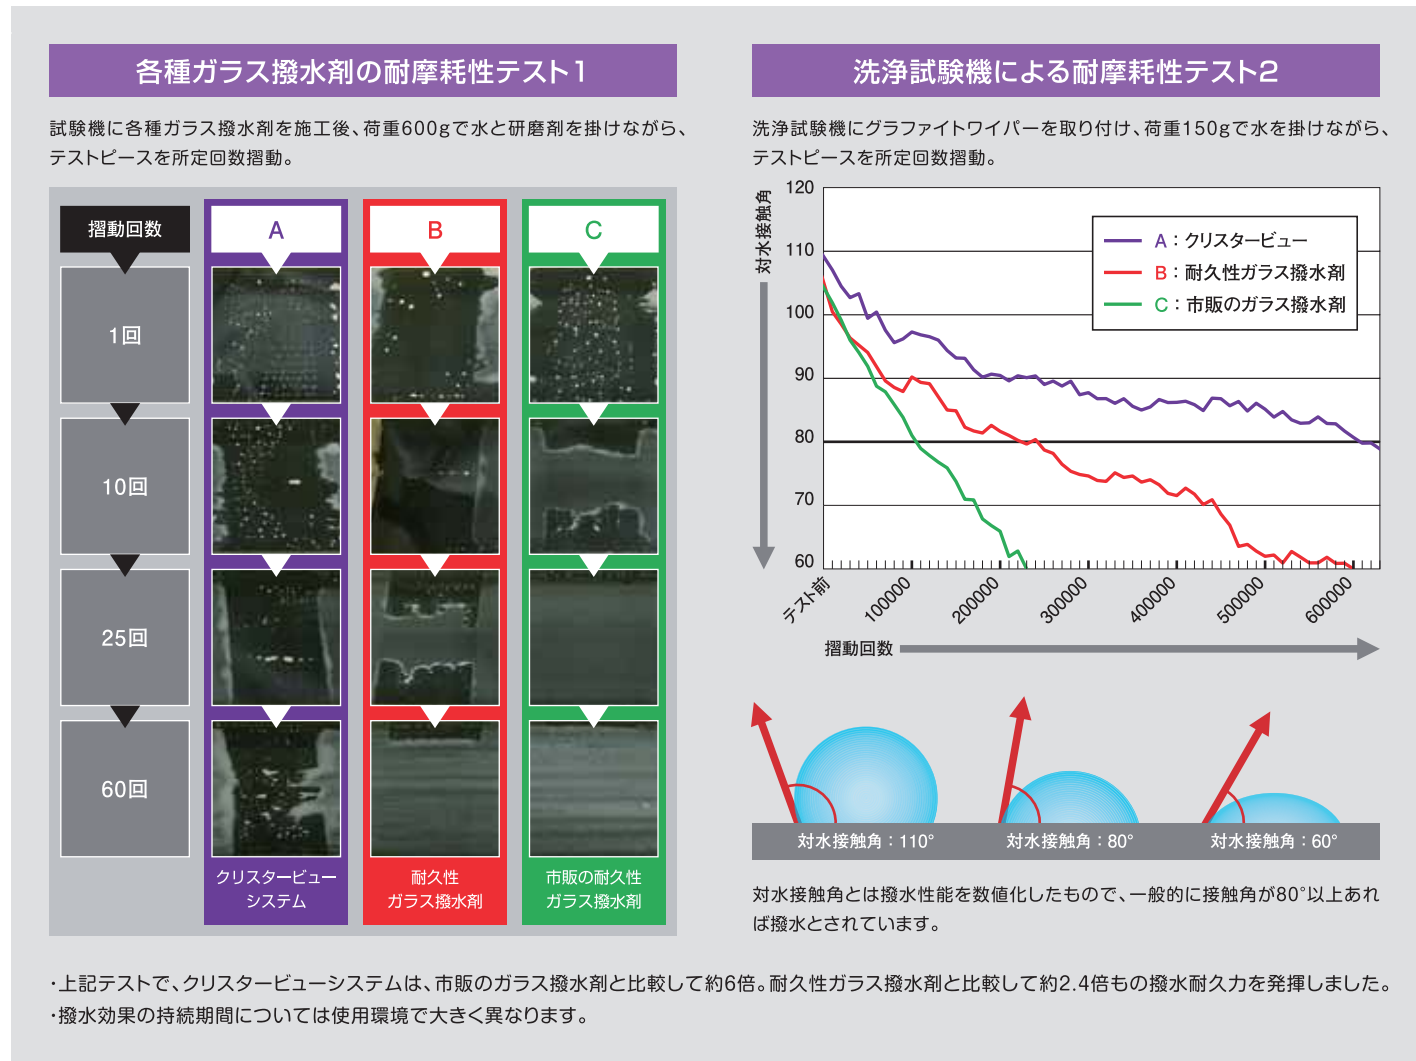 各種ガラス撥水剤の耐摩耗性テスト1
試験機に各種ガラス撥水剤を施工後、荷重600gで水と研磨剤を掛けながら、
テストピースを所定回数摺動。
摺動回数
A
B
C
1回
10回
25回
60回
クリスタービュー
システム
耐久性
ガラス撥水剤
市販の耐久性
ガラス撥水剤
洗浄試験機による耐摩耗性テスト2
洗浄試験機にグラファイトワイパーを取り付け、荷重150gで水を掛けながら、
テストピースを所定回数摺動。
対水接触角
120
110
100
90
80
70
60
A：クリスタービュー
B：耐久性ガラス撥水剤
C：市販のガラス撥水剤
テスト前
100000
200000
300000
400000
500000
600000
摺動回数
対水接触角：110°
対水接触角：80°
対水接触角：60°
対水接触角とは撥水性能を数値化したもので、一般的に接触角が80°以上あれ
ば撥水とされています。
・上記テストで、クリスタービューシステムは、市販のガラス撥水剤と比較して約6倍。耐久性ガラス撥水剤と比較して約2.4倍もの撥水耐久力を発揮しました。
・撥水効果の持続期間については使用環境で大きく異なります。